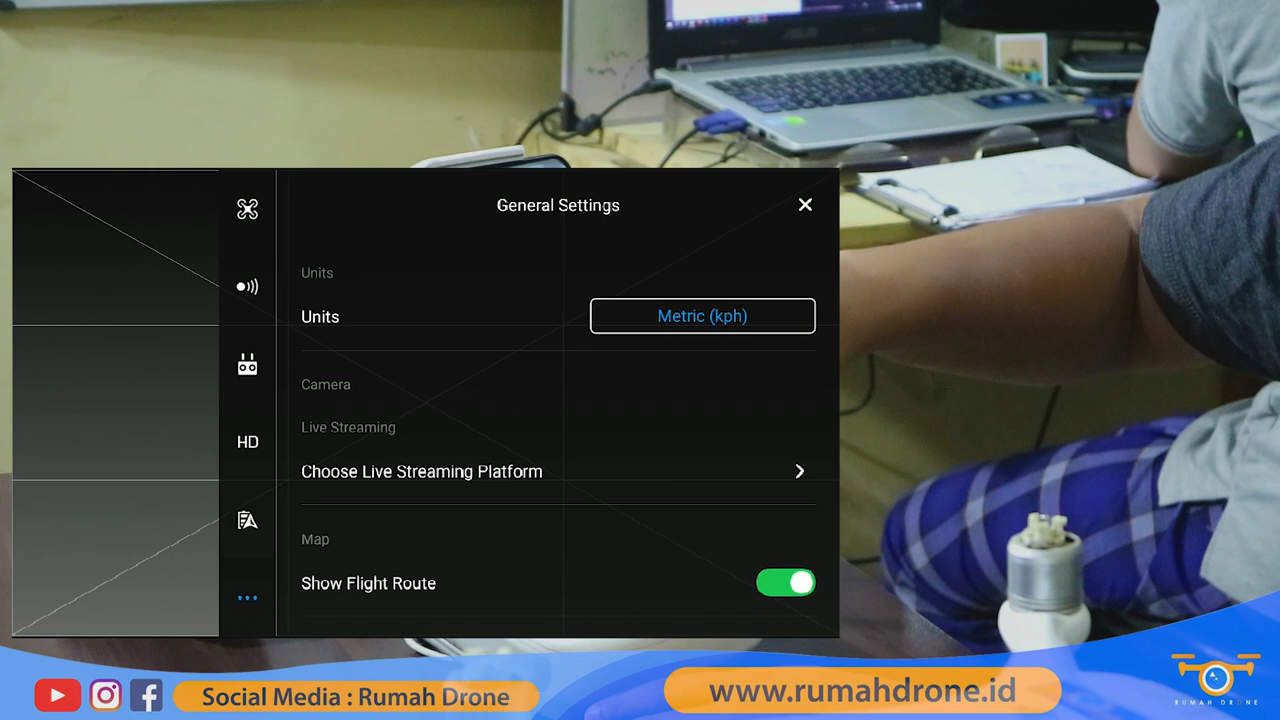 ASUS
General Settings
Units
Units
Metric (kph)
Camera
Live Streaming
HD
Choose Live Streaming Platform
Map
Show Flight Route
Social Media : Rumah Drone
www.rumahdrone.id
RUMAH DRONE